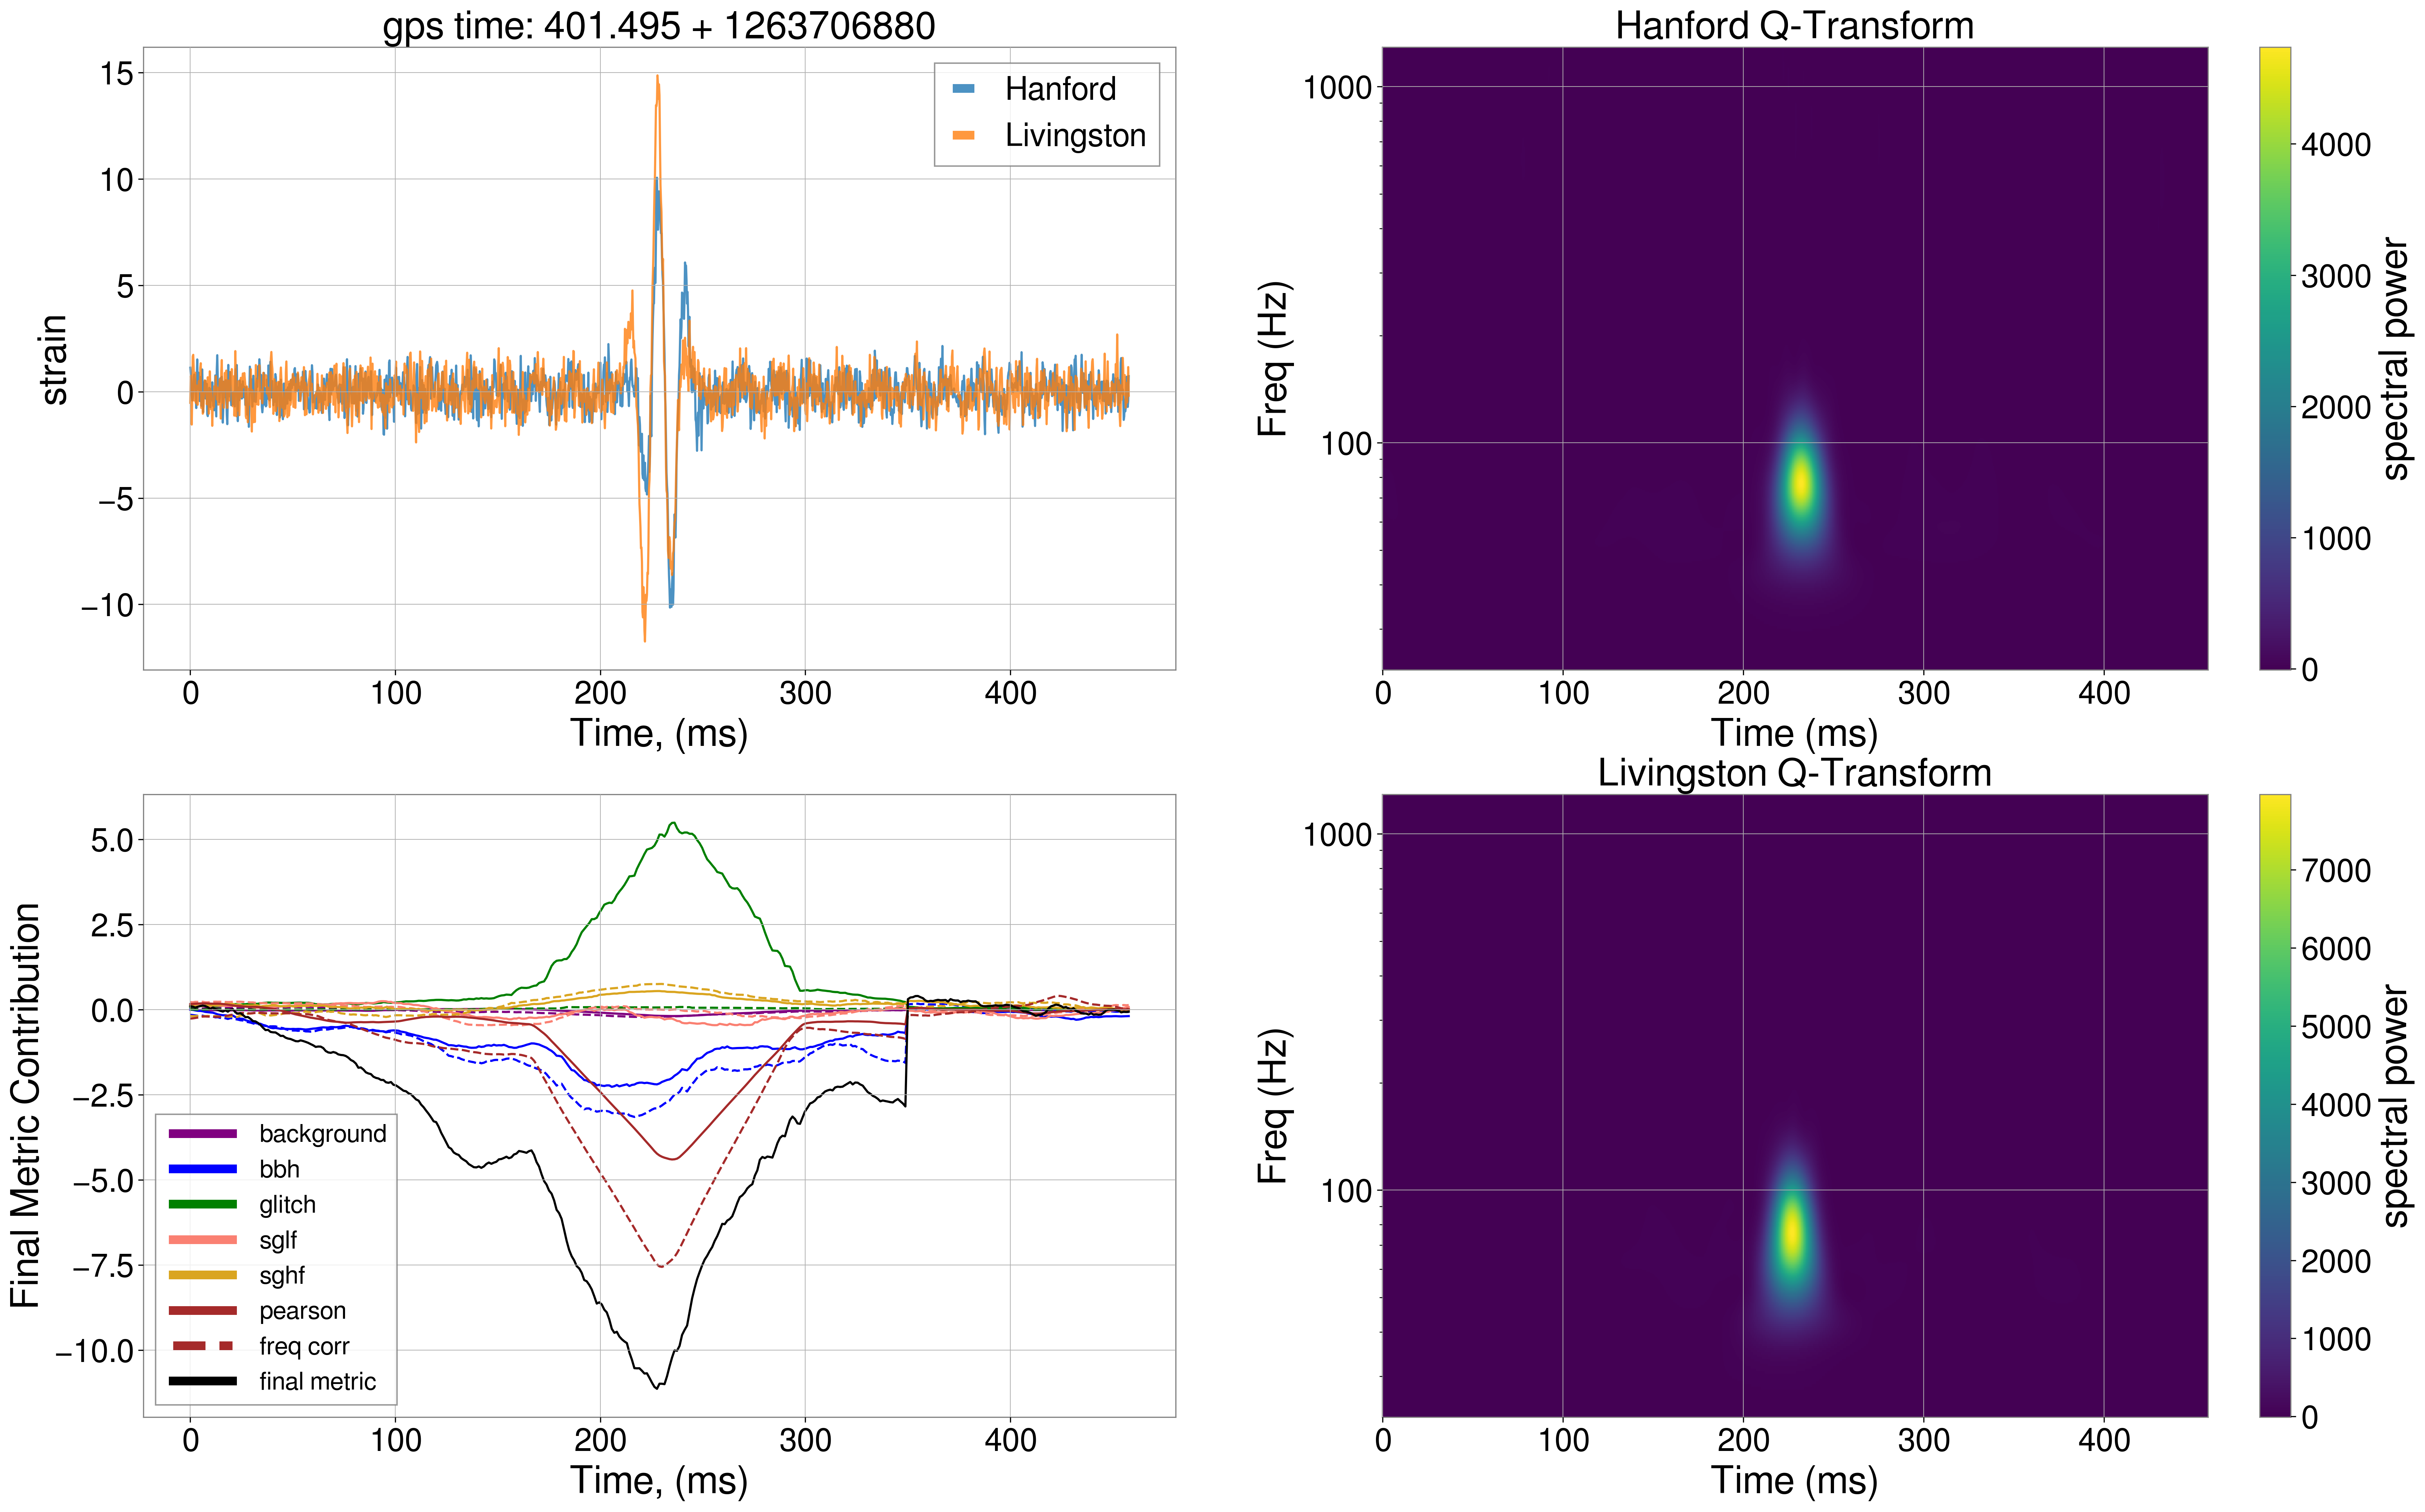 gps time: 401.495 + 1263706880
15
10
5
0
−5
−10
strain
Hanford
Livingston
0 100 200 300 400
Time, (ms)
Hanford Q-Transform
1000
100
Freq (Hz)
0 100 200 300 400
Time (ms)
4000
3000
2000
1000
0
spectral power
5.0
2.5
0.0
−2.5
−5.0
−7.5
−10.0
Final Metric Contribution
background
bbh
glitch
sglf
sghf
pearson
freq corr
final metric
0 100 200 300 400
Time, (ms)
Livingston Q-Transform
1000
100
Freq (Hz)
0 100 200 300 400
Time (ms)
7000
6000
5000
4000
3000
2000
1000
0
spectral power